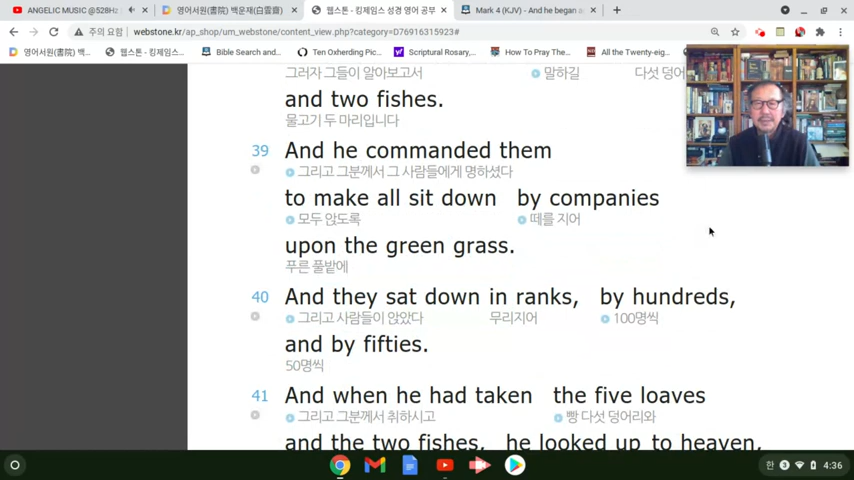 ANGELIC MUSIC @528Hz
영어서원(書院) 백운재(白雲齋)
웹스톤 - 킹제임스 성경 영어 공부
Mark 4 (KJV) - And he began a
주의 요함
webstone.kr/ap_shop/um_webstone/content_view.php?category=D76916315923#
영어서원(書院) 백...
웹스톤 - 킹제임스...
Bible Search and...
Ten Oxherding Pic...
Scriptural Rosary,...
How To Pray The...
All the Twenty-eig...
그러자 그들이 알아보고서 말하길 다섯 덩어
and two fishes.
물고기 두 마리입니다
39 And he commanded them
그리고 그분께서 그 사람들에게 명하셨다
to make all sit down by companies
모두 앉도록 떼를 지어
upon the green grass.
푸른 풀밭에
40 And they sat down in ranks, by hundreds,
그리고 사람들이 앉았다 무리지어 100명씩
and by fifties.
50명씩
41 And when he had taken the five loaves
그리고 그분께서 취하시고 빵 다섯 덩어리와
and the two fishes, he looked up to heaven,
한 3 4:36